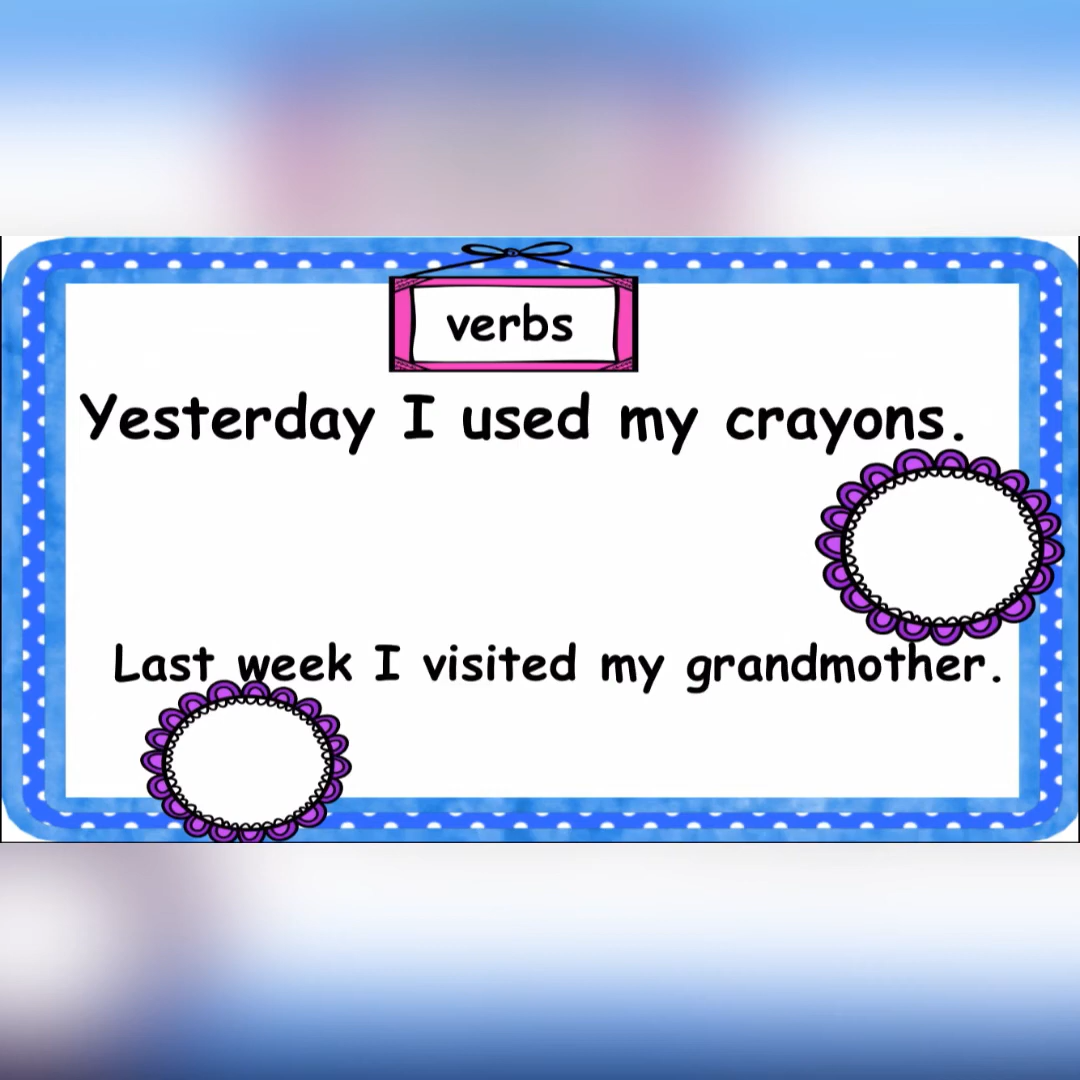 verbs
Yesterday I used my crayons.
Last week I visited my grandmother.